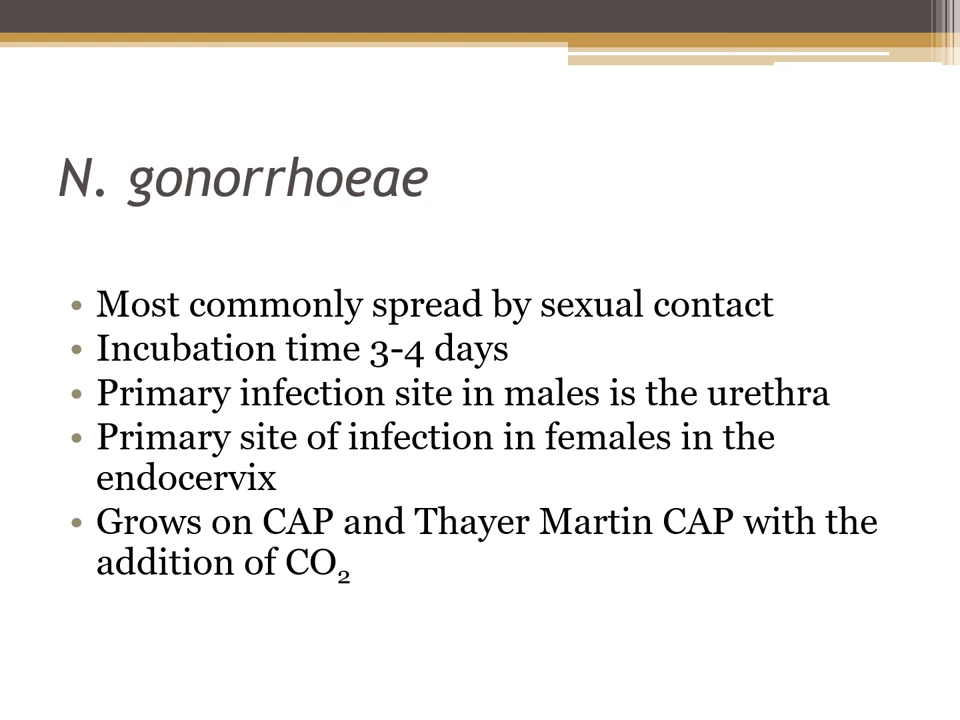 N. gonorrhoeae
• Most commonly spread by sexual contact
• Incubation time 3-4 days
• Primary infection site in males is the urethra
• Primary site of infection in females in the
endocervix
• Grows on CAP and Thayer Martin CAP with the
addition of CO₂